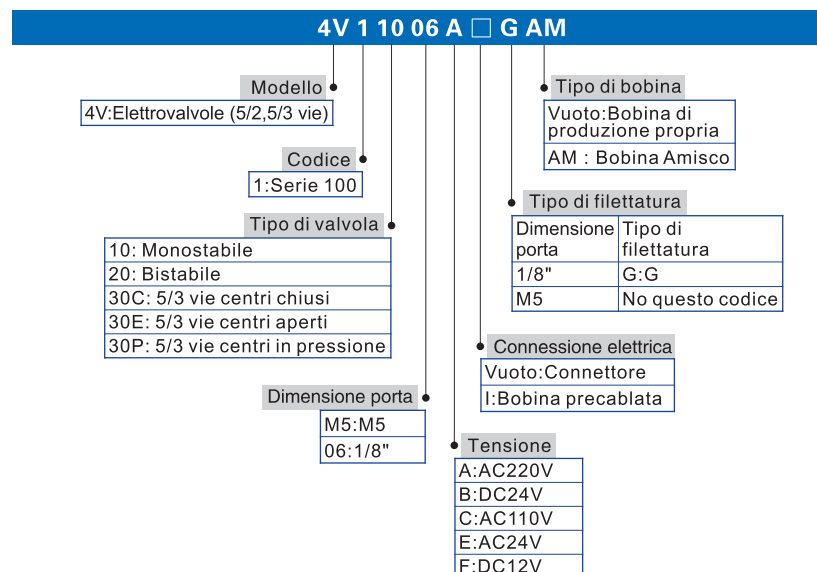 4V 1 10 06 A □ G AM
Modello
4V:Elettrovalvole (5/2,5/3 vie)
Codice
1:Serie 100
Tipo di valvola
10: Monostabile
20: Bistabile
30C: 5/3 vie centri chiusi
30E: 5/3 vie centri aperti
30P: 5/3 vie centri in pressione
Dimensione porta
M5:M5
06:1/8"
Tensione
A:AC220V
B:DC24V
C:AC110V
E:AC24V
F:DC12V
Connessione elettrica
Vuoto:Connettore
I:Bobina precablata
Tipo di filettatura
Dimensione porta
Tipo di filettatura
1/8" G:G
M5 No questo codice
Tipo di bobina
Vuoto:Bobina di
produzione propria
AM : Bobina Amisco